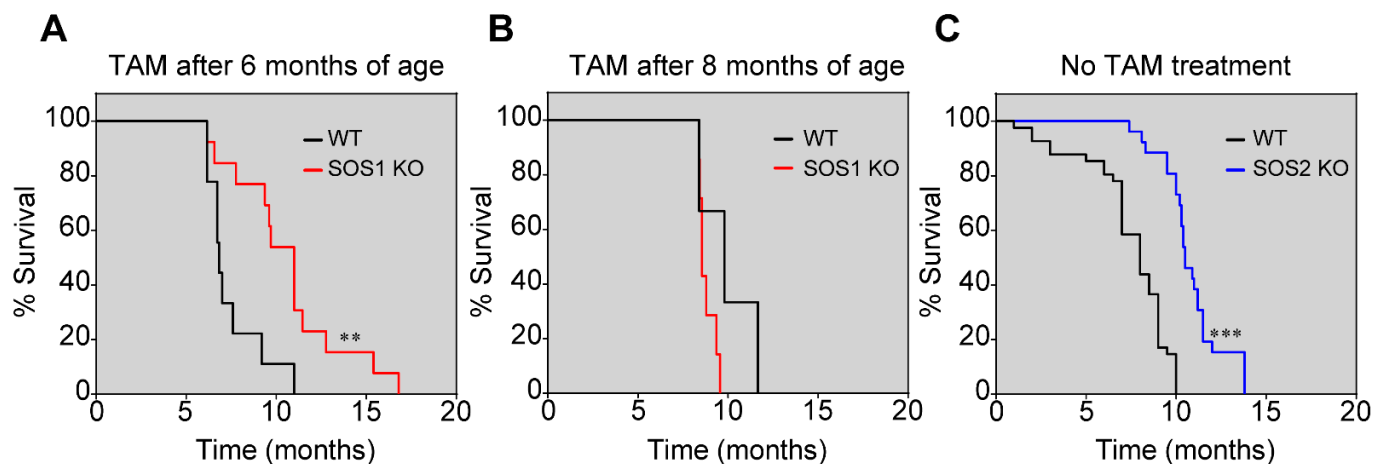 A
TAM after 6 months of age
100
80
60
40
20
0
% Survival
WT
SOS1 KO
**
0 5 10 15 20
Time (months)
B
TAM after 8 months of age
100
80
60
40
20
0
% Survival
WT
SOS1 KO
0 5 10 15 20
Time (months)
C
No TAM treatment
100
80
60
40
20
0
% Survival
WT
SOS2 KO
***
0 5 10 15 20
Time (months)